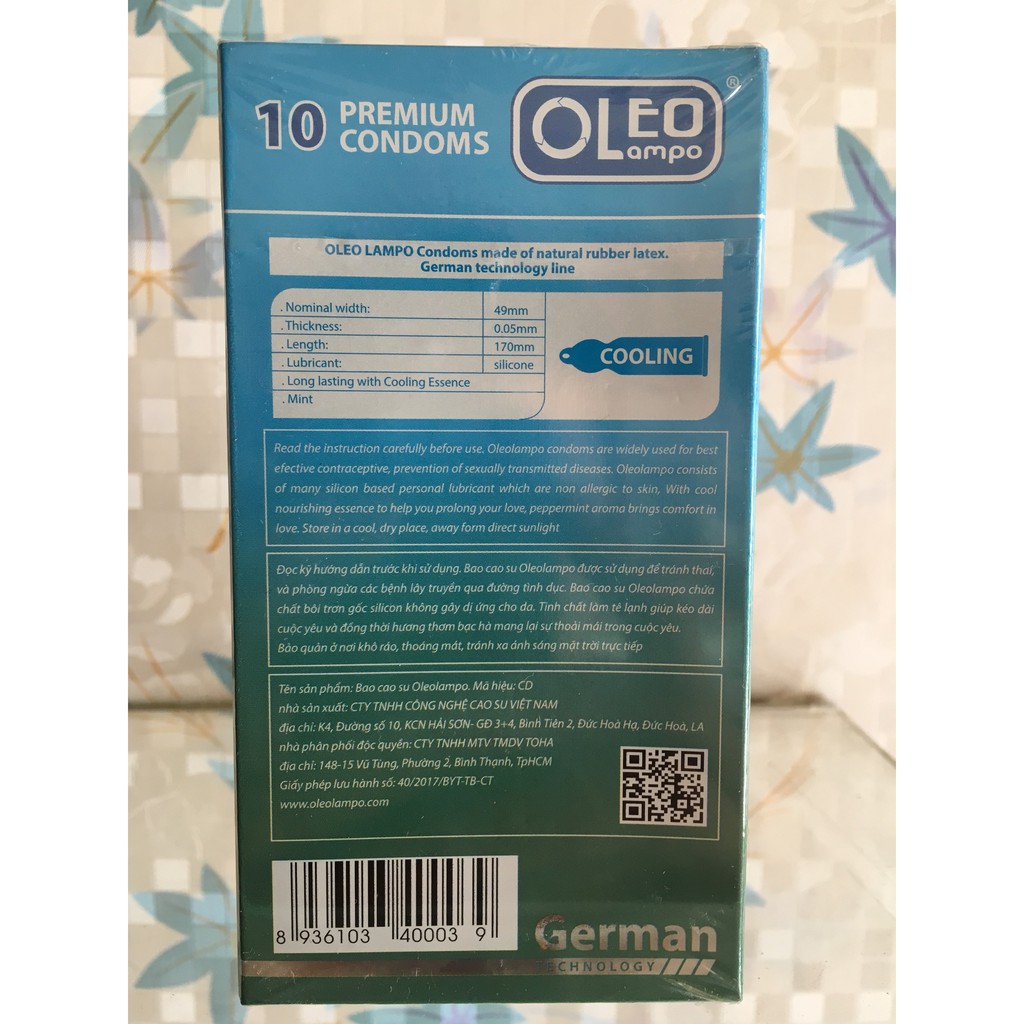 10 PREMIUM
CONDOMS
OLEO
ampo
®
OLEO LAMPO Condoms made of natural rubber latex.
German technology line
. Nominal width: 49mm
. Thickness: 0.05mm
. Length: 170mm
. Lubricant: silicone
. Long lasting with Cooling Essence
. Mint
COOLING
Read the instruction carefully before use. Oleolampo condoms are widely used for best
efective contraceptive, prevention of sexually transmitted diseases. Oleolampo consists
of many silicon based personal lubricant which are non allergic to skin, With cool
nourishing essence to help you prolong your love, peppermint aroma brings comfort in
love. Store in a cool, dry place, away form direct sunlight
Đọc kỹ hướng dẫn trước khi sử dụng. Bao cao su Oleolampo được sử dụng để tránh thai,
và phòng ngừa các bệnh lây truyền qua đường tình dục. Bao cao su Oleolampo chứa
chất bôi trơn gốc silicon không gây dị ứng cho da. Tinh chất làm tê lạnh giúp kéo dài
cuộc yêu và đồng thời hương thơm bạc hà mang lại sự thoải mái trong cuộc yêu.
Bảo quản ở nơi khô ráo, thoáng mát, tránh xa ánh sáng mặt trời trực tiếp
Tên sản phẩm: Bao cao su Oleolampo. Mã hiệu: CD
nhà sản xuất: CTY TNHH CÔNG NGHỆ CAO SU VIỆT NAM
địa chỉ: K4, Đường số 10, KCN HẢI SƠN- GĐ 3+4, Bình Tiên 2, Đức Hoà Hạ, Đức Hoà, LA
nhà phân phối độc quyền: CTY TNHH MTV TMDV TOHA
địa chỉ: 148-15 Vũ Tùng, Phường 2, Bình Thạnh, TpHCM
Giấy phép lưu hành số: 40/2017/BYT-TB-CT
www.oleolampo.com
8 936103 40003 9
German
TECHNOLOGY